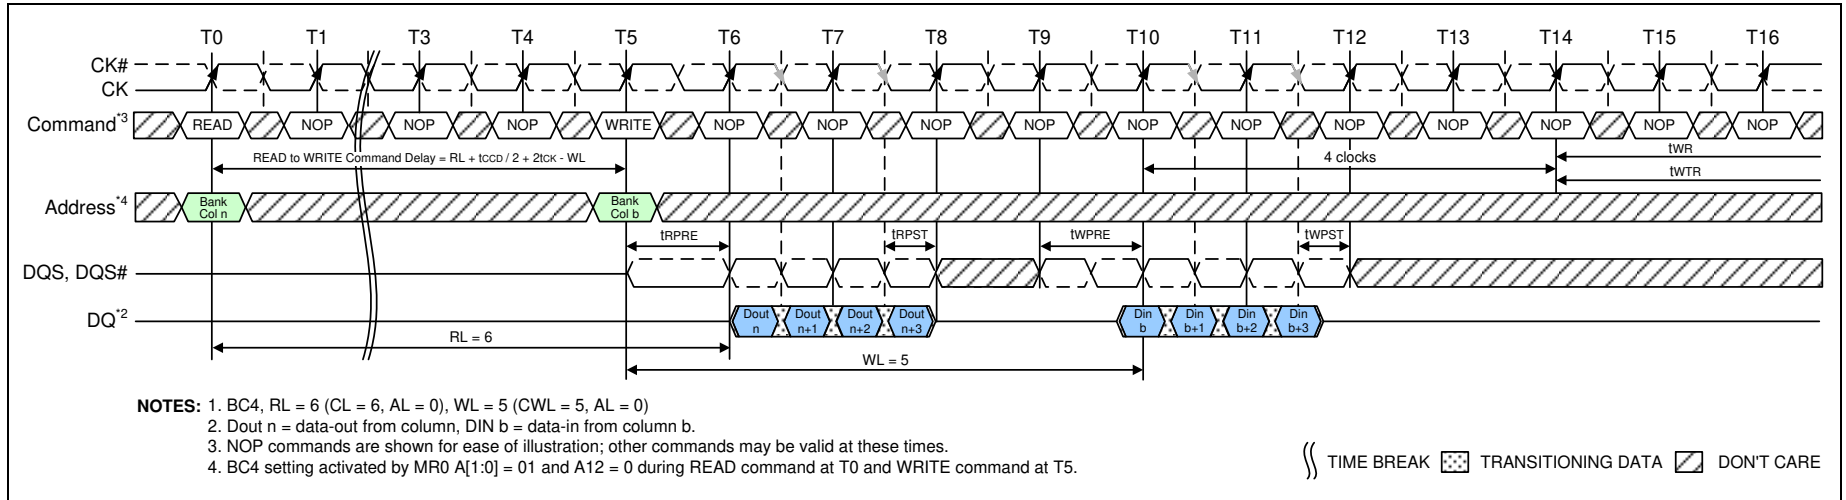 T0 T1 T3 T4 T5 T6 T7 T8 T9 T10 T11 T12 T13 T14 T15 T16
CK#
CK
Command*3 READ NOP NOP NOP WRITE NOP NOP NOP NOP NOP NOP NOP NOP NOP NOP NOP
READ to WRITE Command Delay = RL + tCCD / 2 + 2tCK - WL 4 clocks tWR
tWTR
Address*4 Bank Col n Bank Col b
tRPRE tRPST tWPRE tWPST
DQS, DQS#
DQ*2 Dout n Dout n+1 Dout n+2 Dout n+3 Din b Din b+1 Din b+2 Din b+3
RL = 6
WL = 5
NOTES: 1. BC4, RL = 6 (CL = 6, AL = 0), WL = 5 (CWL = 5, AL = 0)
2. Dout n = data-out from column, DIN b = data-in from column b.
3. NOP commands are shown for ease of illustration; other commands may be valid at these times.
4. BC4 setting activated by MR0 A[1:0] = 01 and A12 = 0 during READ command at T0 and WRITE command at T5.
TIME BREAK TRANSITIONING DATA DON'T CARE